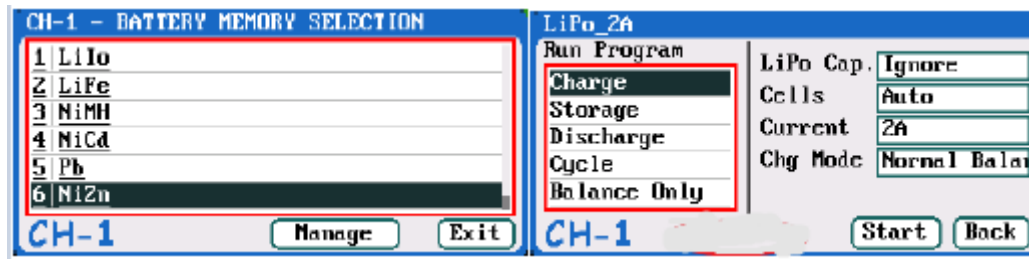 CH-1 - BATTERY MEMORY SELECTION
1 LiIo
2 LiFe
3 NiMH
4 NiCd
5 Pb
6 NiZn
CH-1 Manage Exit
LiPo_2A
Run Program
Charge
Storage
Discharge
Cycle
Balance Only
LiPo Cap. Ignore
Cells Auto
Current 2A
Chg Mode Normal Balan
CH-1 Start Back